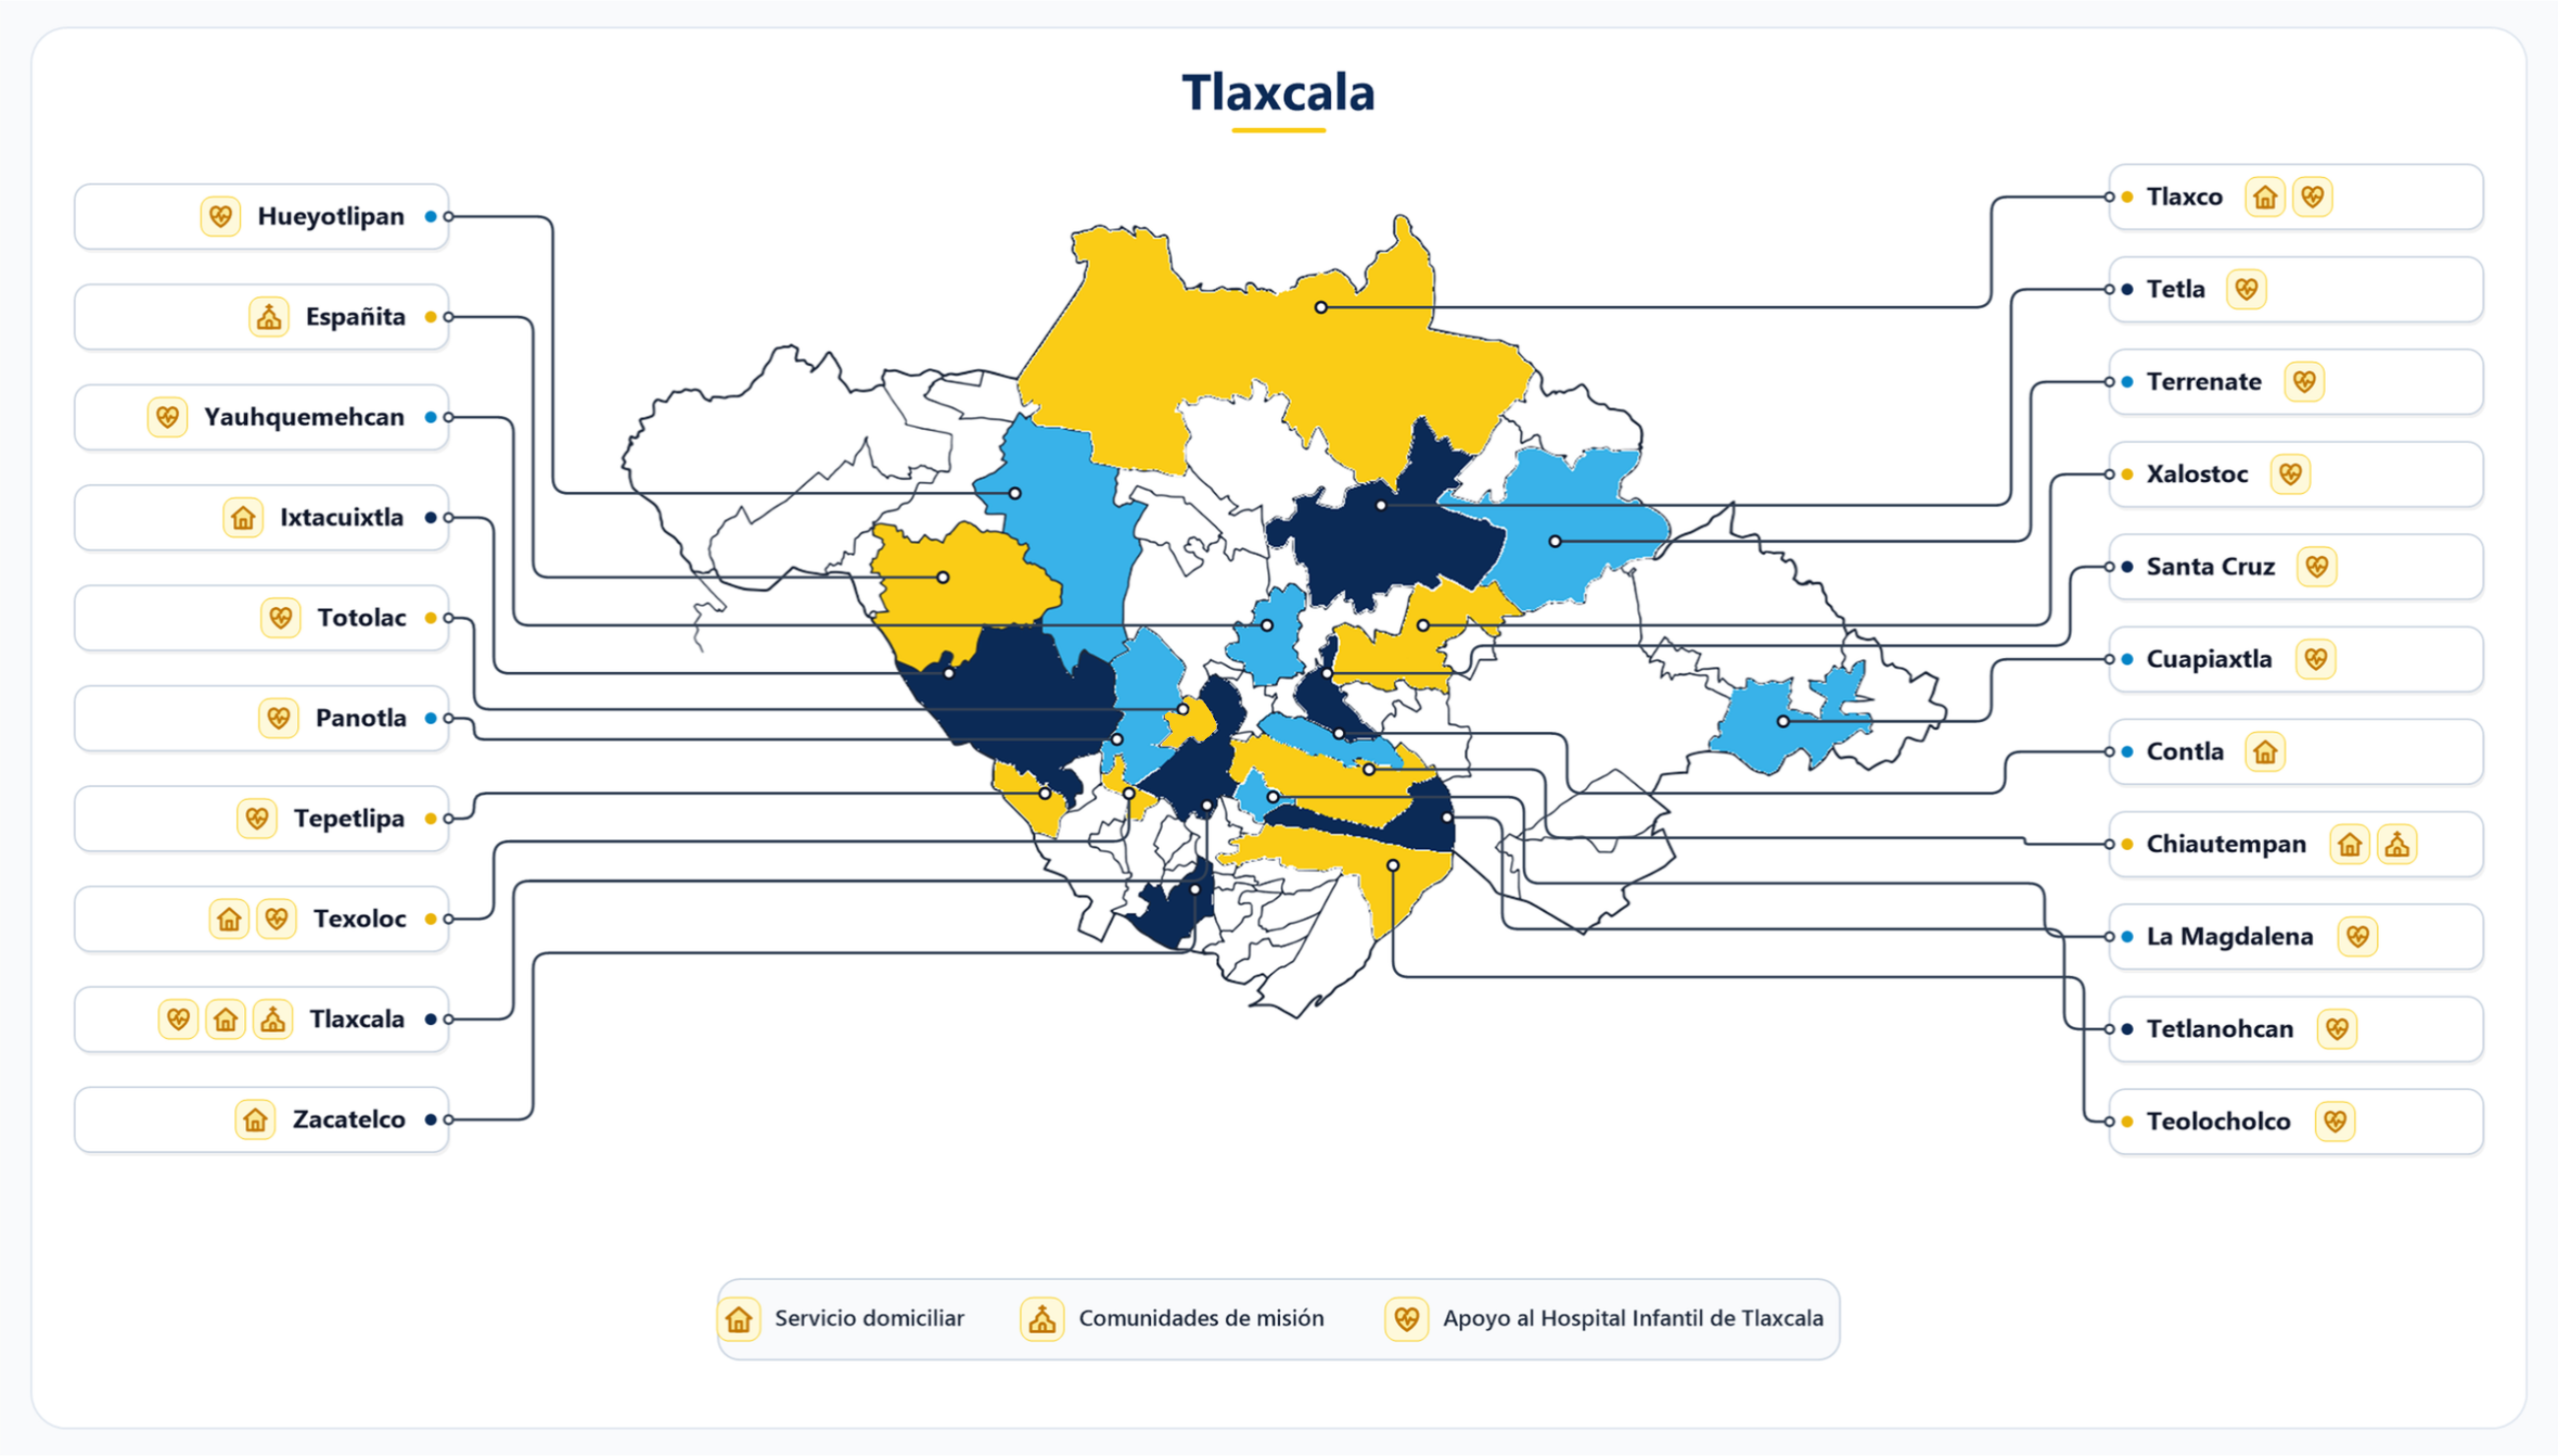 Tlaxcala
Hueyotlipan
Españita
Yauhquemehcan
Ixtacuixtla
Totolac
Panotla
Tepetlipa
Texoloc
Tlaxcala
Zacatelco
Tlaxco
Tetla
Terrenate
Xalostoc
Santa Cruz
Cuapiaxtla
Contla
Chiautempan
La Magdalena
Tetlanohcan
Teolocholco
Servicio domiciliar
Comunidades de misión
Apoyo al Hospital Infantil de Tlaxcala